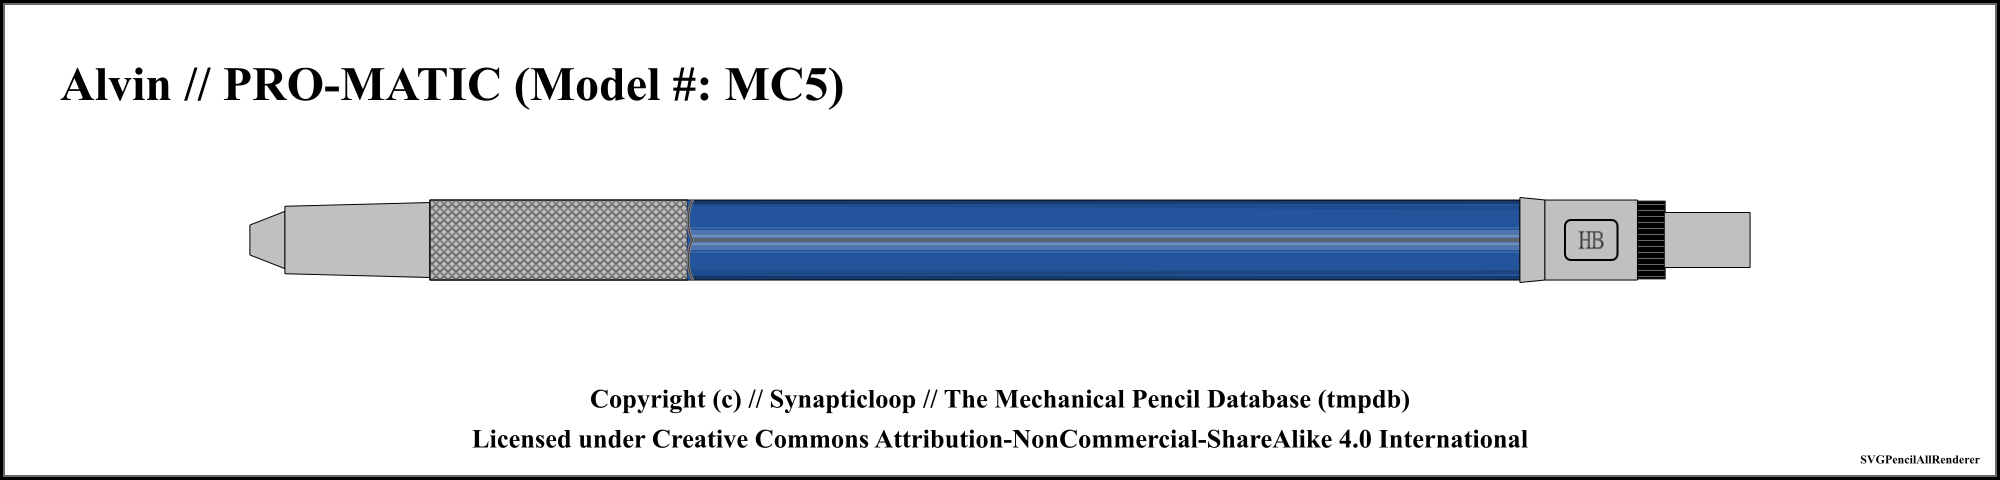 Alvin // PRO-MATIC (Model #: MC5)
HB
Copyright (c) // Synapticloop // The Mechanical Pencil Database (tmpdb)
Licensed under Creative Commons Attribution-NonCommercial-ShareAlike 4.0 International
SVGPencilAllRenderer